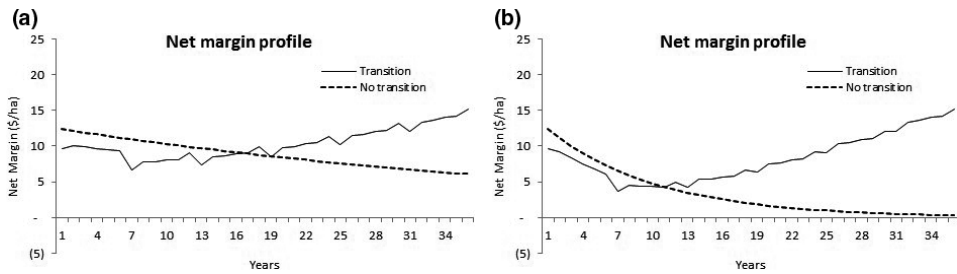 (a)
Net margin profile
Net Margin ($/ha)
25
20
15
10
5
-
(5)
Transition
No transition
1 4 7 10 13 16 19 22 25 28 31 34
Years
(b)
Net margin profile
Net Margin ($/ha)
25
20
15
10
5
-
(5)
Transition
No transition
1 4 7 10 13 16 19 22 25 28 31 34
Years